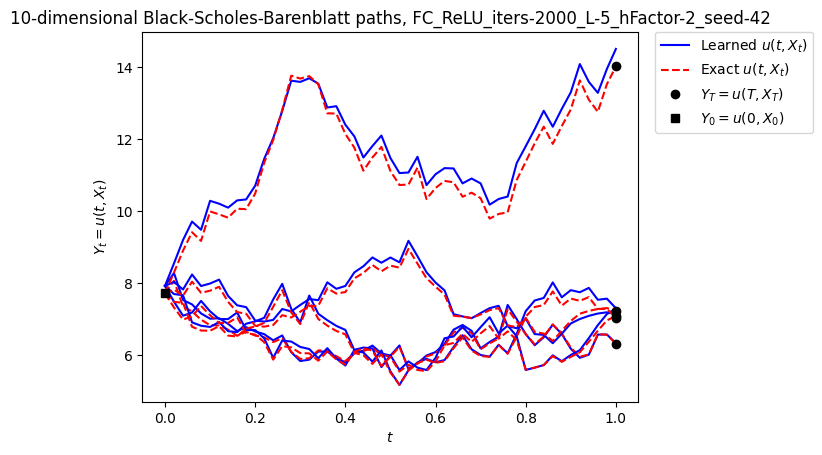 10-dimensional Black-Scholes-Barenblatt paths, FC_ReLU_iters-2000_L-5_hFactor-2_seed-42
Learned u(t, X_t)
Exact u(t, X_t)
Y_T = u(T, X_T)
Y_0 = u(0, X_0)
Y_t = u(t, X_t)
14
12
10
8
6
0.0 0.2 0.4 0.6 0.8 1.0
t